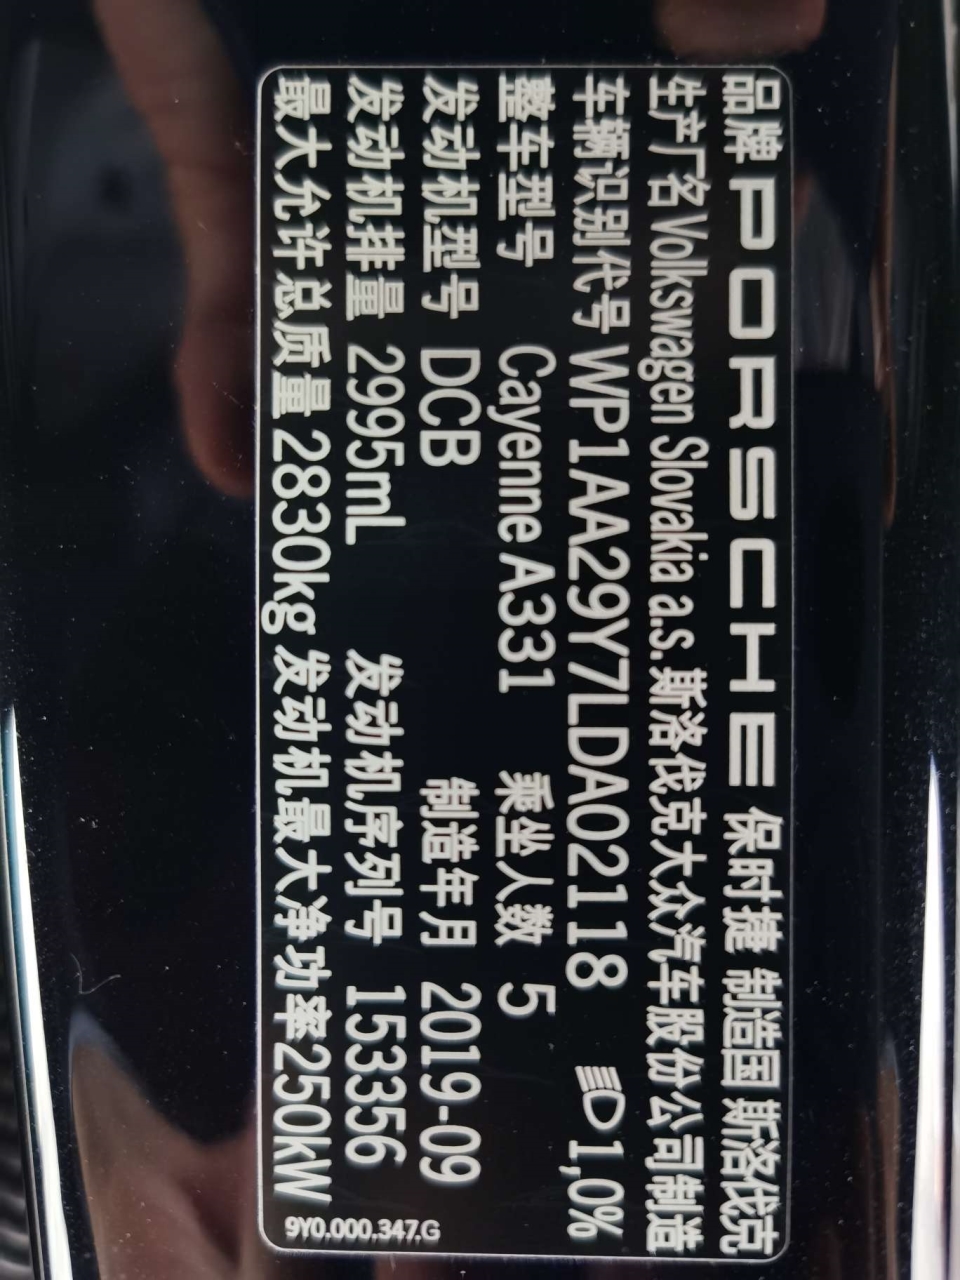 品牌 PORSCHE 保时捷 制造国 斯洛伐克
生产厂名 Volkswagen Slovakia a.s.斯洛伐克大众汽车股份公司制造
车辆识别代号 WP1AA29Y7LDA02118 1,0%
整车型号 Cayenne A331 乘坐人数 5
发动机型号 DCB 制造年月 2019-09
发动机排量 2995mL 发动机序列号 153356
最大允许总质量 2830kg 发动机最大净功率250kW
9Y0.000.347.G